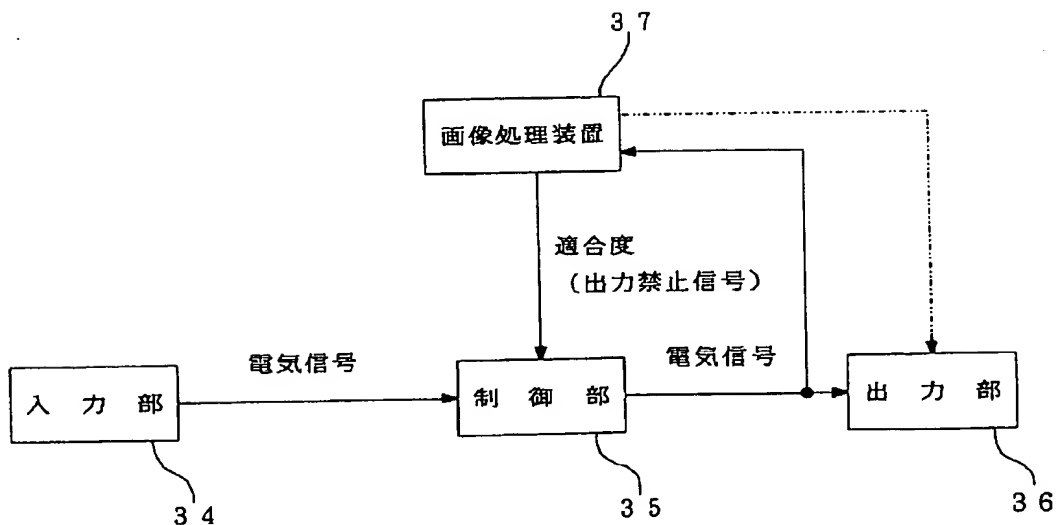 37
画像処理装置
適合度
(出力禁止信号)
電気信号
電気信号
入力部
制御部
出力部
34
35
36